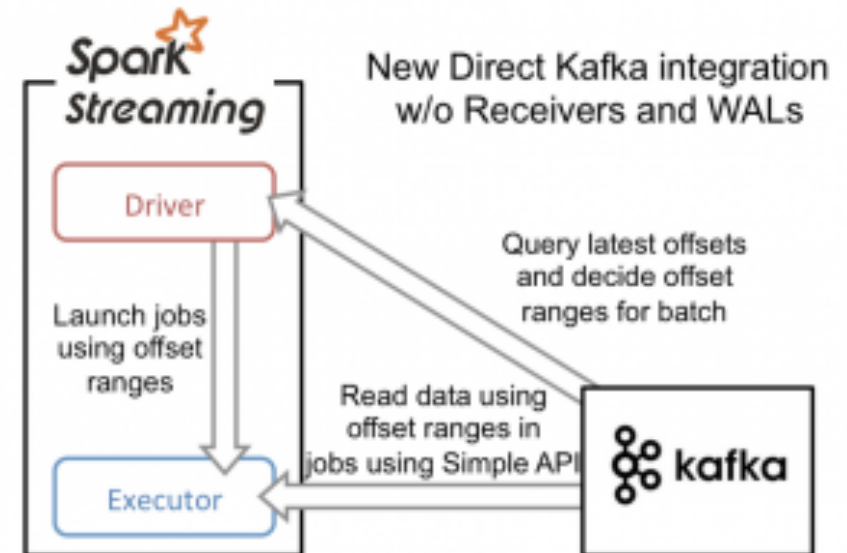 Spark
Streaming
New Direct Kafka integration
w/o Receivers and WALs
Driver
Query latest offsets
and decide offset
ranges for batch
Launch jobs
using offset
ranges
Read data using
offset ranges in
jobs using Simple API
kafka
Executor